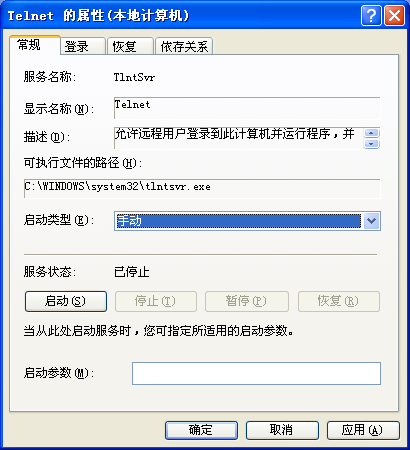 Telnet 的属性(本地计算机)
常规 登录 恢复 依存关系
服务名称: TlntSvr
显示名称(N): Telnet
描述(D): 允许远程用户登录到此计算机并运行程序，并
可执行文件的路径(H):
C:\WINDOWS\system32\tlntsvr.exe
启动类型(E): 手动
服务状态: 已停止
启动(S) 停止(T) 暂停(P) 恢复(R)
当从此处启动服务时，您可指定所适用的启动参数。
启动参数(M):
确定 取消 应用(A)